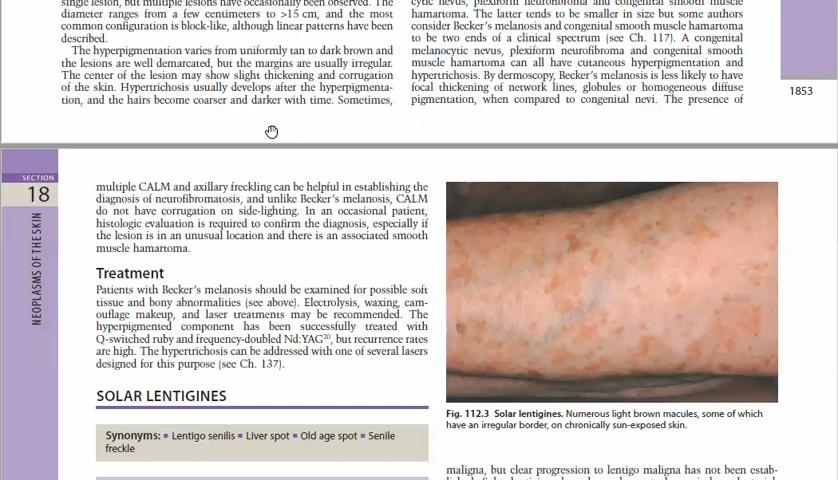 single lesion, but multiple lesions have occasionally been observed. The
diameter ranges from a few centimeters to >15 cm, and the most
common configuration is block-like, although linear patterns have been
described.
The hyperpigmentation varies from uniformly tan to dark brown and
the lesions are well demarcated, but the margins are usually irregular.
The center of the lesion may show slight thickening and corrugation
of the skin. Hypertrichosis usually develops after the hyperpigmenta-
tion, and the hairs become coarser and darker with time. Sometimes,
cytic nevus, plexiform neurofibroma and congenital smooth muscle
hamartoma. The latter tends to be smaller in size but some authors
consider Becker's melanosis and congenital smooth muscle hamartoma
to be two ends of a clinical spectrum (see Ch. 117). A congenital
melanocytic nevus, plexiform neurofibroma and congenital smooth
muscle hamartoma can all have cutaneous hyperpigmentation and
hypertrichosis. By dermoscopy, Becker's melanosis is less likely to have
focal thickening of network lines, globules or homogeneous diffuse
pigmentation, when compared to congenital nevi. The presence of
1853
SECTION
18
NEOPLASMS OF THE SKIN
multiple CALM and axillary freckling can be helpful in establishing the
diagnosis of neurofibromatosis, and unlike Becker's melanosis, CALM
do not have corrugation on side-lighting. In an occasional patient,
histologic evaluation is required to confirm the diagnosis, especially if
the lesion is in an unusual location and there is an associated smooth
muscle hamartoma.
Treatment
Patients with Becker's melanosis should be examined for possible soft
tissue and bony abnormalities (see above). Electrolysis, waxing, cam-
ouflage makeup, and laser treatments may be recommended. The
hyperpigmented component has been successfully treated with
Q-switched ruby and frequency-doubled Nd:YAG²⁰, but recurrence rates
are high. The hypertrichosis can be addressed with one of several lasers
designed for this purpose (see Ch. 137).
SOLAR LENTIGINES
Synonyms: ▪ Lentigo senilis ▪ Liver spot ▪ Old age spot ▪ Senile
freckle
Fig. 112.3 Solar lentigines. Numerous light brown macules, some of which
have an irregular border, on chronically sun-exposed skin.
maligna, but clear progression to lentigo maligna has not been estab-